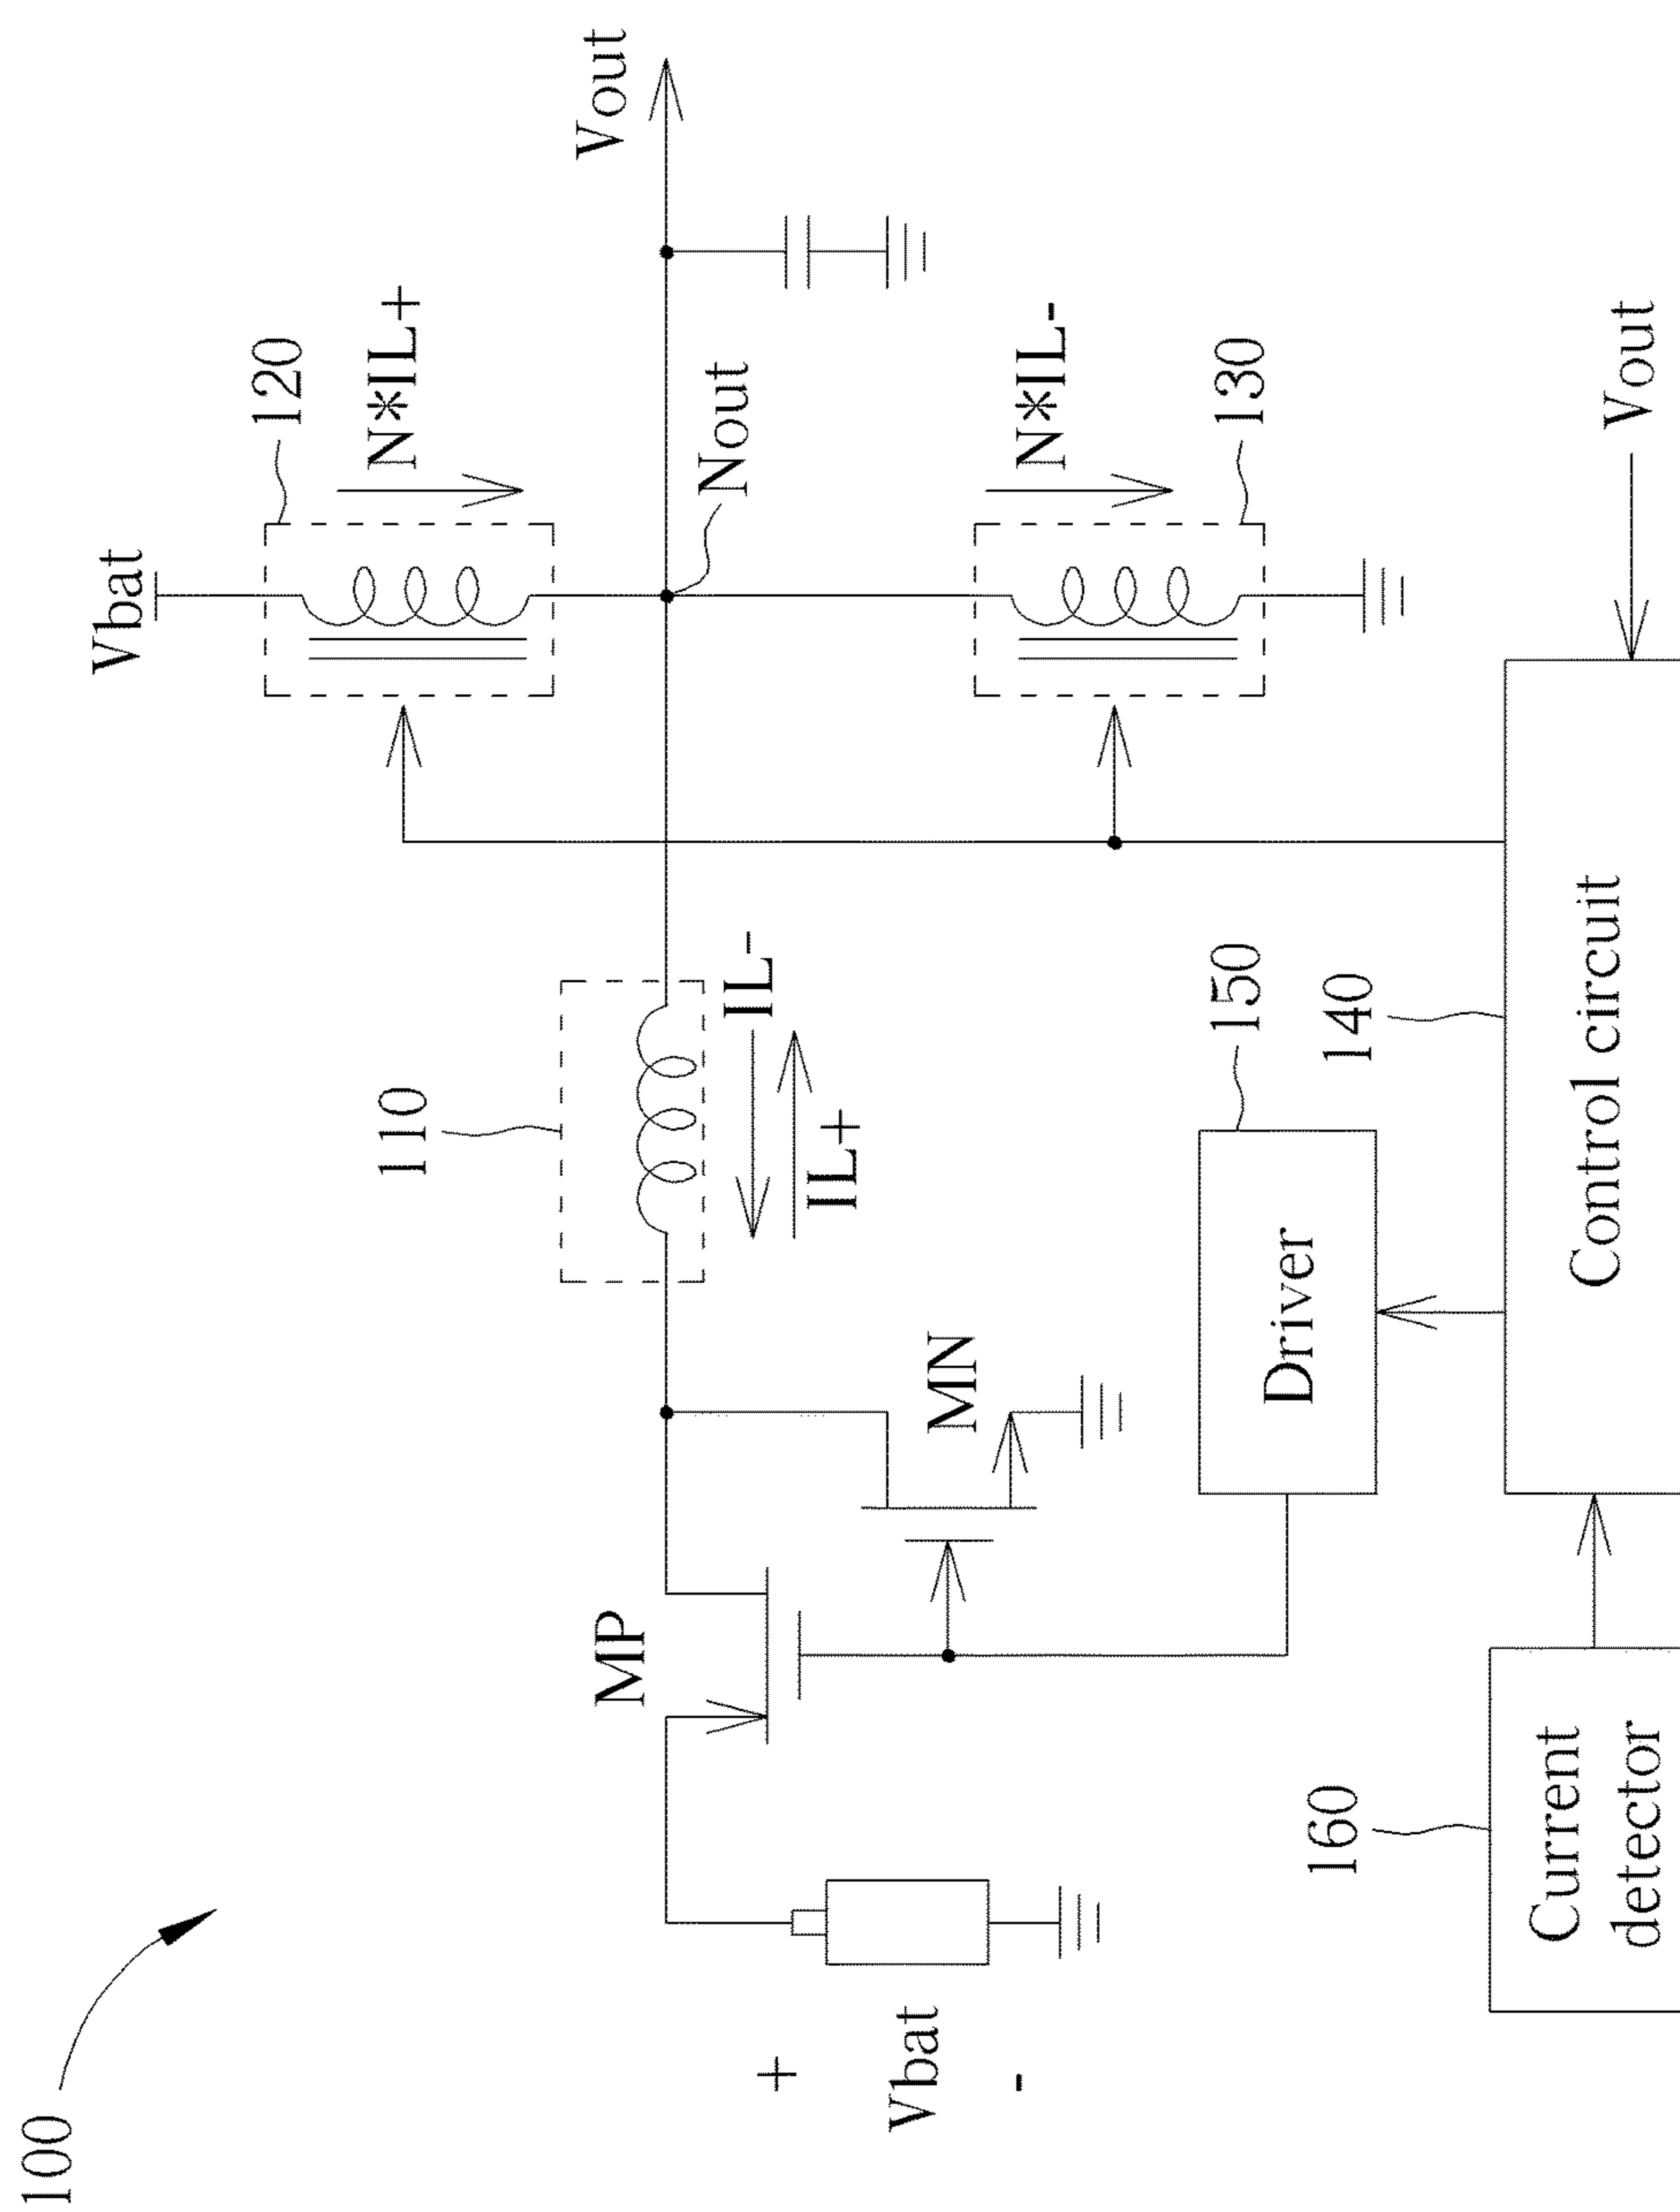 100
Vbat
120
N*IL+
Vout
110
IL-
IL+
Nout
N*IL-
130
MP
MN
+
Vbat
-
150
Driver
140
160
Current
detector
Control circuit
Vout